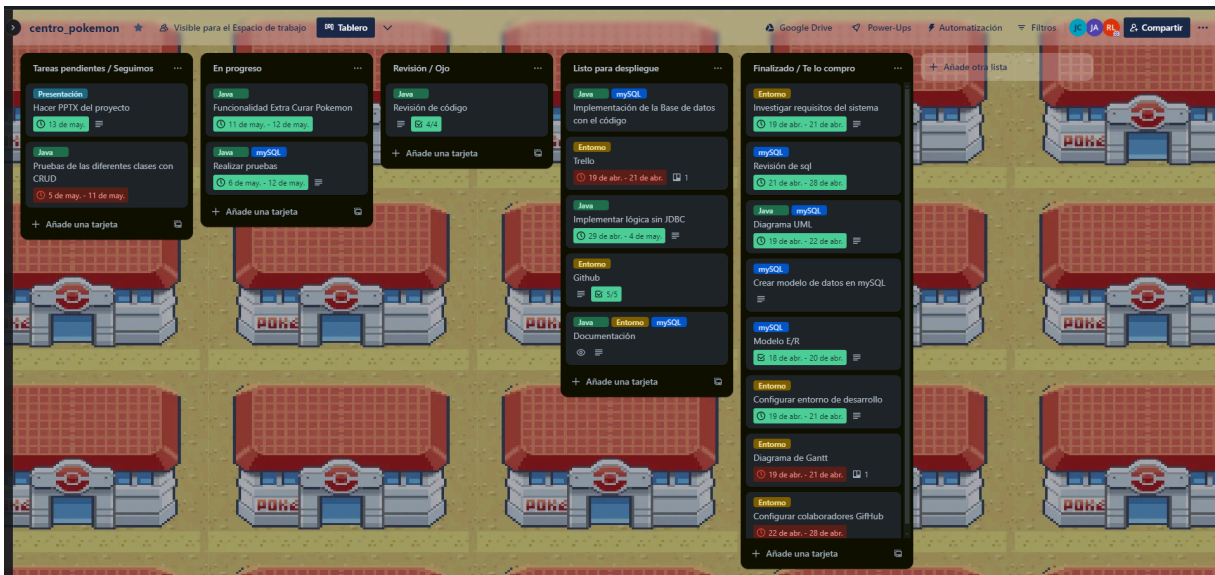 centro_pokemon
Visible para el Espacio de trabajo
Tablero
Google Drive
Power-Ups
Automatización
Filtros
JC
JA
RL
Compartir
Tareas pendientes / Seguimos
Presentación
Hacer PPTX del proyecto
13 de may.
Java
Pruebas de las diferentes clases con
CRUD
5 de may. - 11 de may.
+ Añade una tarjeta
En progreso
Java
Funcionalidad Extra Curar Pokemon
11 de may. - 12 de may.
Java mySQL
Realizar pruebas
6 de may. - 12 de may.
+ Añade una tarjeta
Revisión / Ojo
Java
Revisión de código
4/4
+ Añade una tarjeta
Listo para despliegue
Java mySQL
Implementación de la Base de datos
con el código
Entorno
Trello
19 de abr. - 21 de abr. 1
Java
Implementar lógica sin JDBC
29 de abr. - 4 de may.
Entorno
Github
5/5
Java Entorno mySQL
Documentación
+ Añade una tarjeta
Finalizado / Te lo compro
Entorno
Investigar requisitos del sistema
19 de abr. - 21 de abr.
mySQL
Revisión de sql
21 de abr. - 28 de abr.
Java mySQL
Diagrama UML
19 de abr. - 22 de abr.
mySQL
Crear modelo de datos en mySQL
mySQL
Modelo E/R
18 de abr. - 20 de abr.
Entorno
Configurar entorno de desarrollo
19 de abr. - 21 de abr.
Entorno
Diagrama de Gantt
19 de abr. - 21 de abr. 1
Entorno
Configurar colaboradores GifHub
22 de abr. - 28 de abr.
+ Añade una tarjeta
+ Añade otra lista
POKé
POKé
POKé
POKé
POKé
POKé